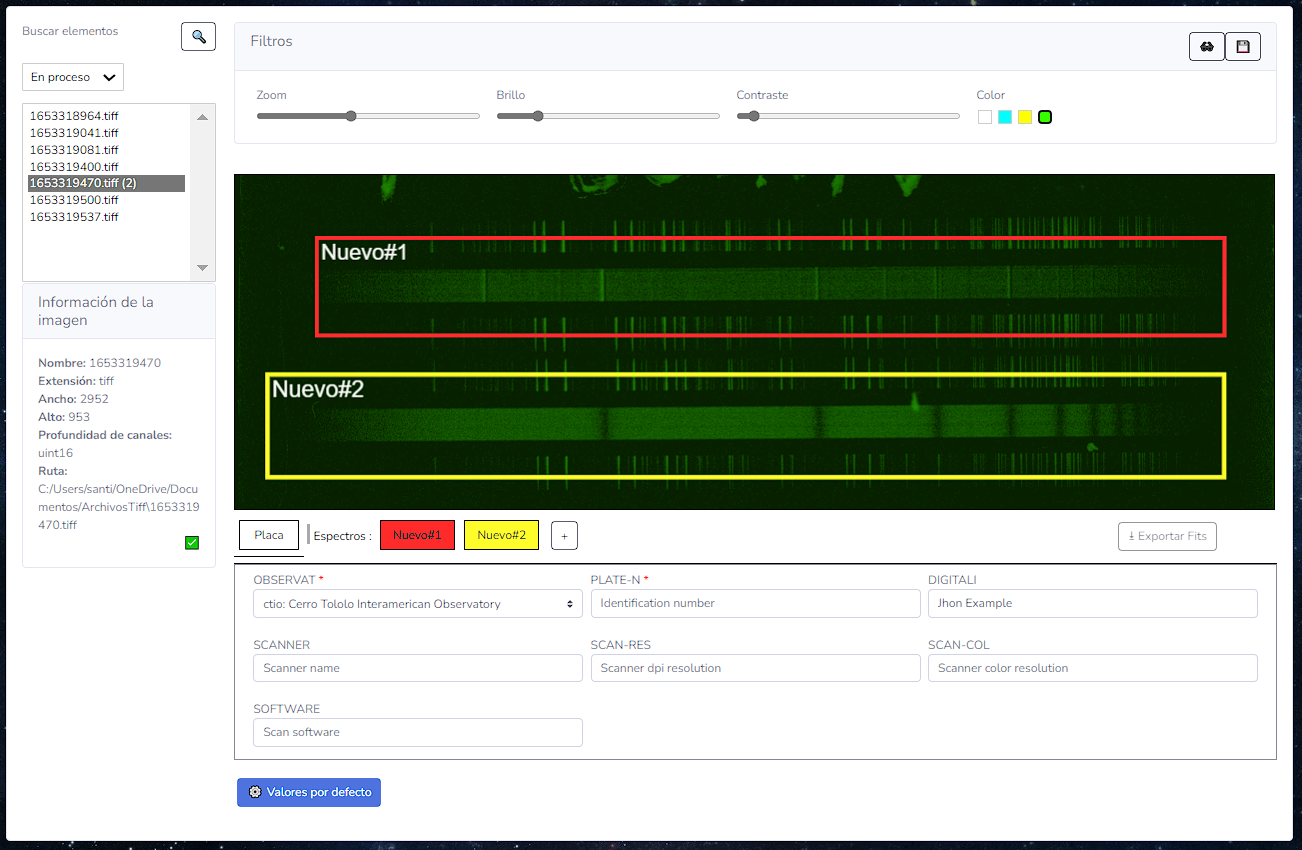 Buscar elementos
En proceso
1653318964.tiff
1653319041.tiff
1653319081.tiff
1653319400.tiff
1653319470.tiff (2)
1653319500.tiff
1653319537.tiff
Información de la
imagen
Nombre: 1653319470
Extensión: tiff
Ancho: 2952
Alto: 953
Profundidad de canales:
uint16
Ruta:
C:/Users/santi/OneDrive/Docu
mentos/ArchivosTiff\1653319
470.tiff
Filtros
Zoom
Brillo
Contraste
Color
Nuevo#1
Nuevo#2
Placa
Espectros :
Nuevo#1
Nuevo#2
+
Exportar Fits
OBSERVAT *
PLATE-N *
DIGITALI
ctio: Cerro Tololo Interamerican Observatory
Identification number
Jhon Example
SCANNER
SCAN-RES
SCAN-COL
Scanner name
Scanner dpi resolution
Scanner color resolution
SOFTWARE
Scan software
Valores por defecto